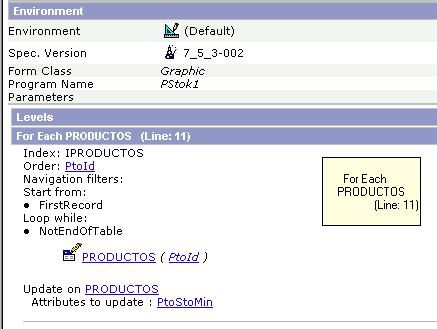 Environment
Environment (Default)
Spec. Version 7_5_3-002
Form Class Graphic
Program Name PStok1
Parameters
Levels
For Each PRODUCTOS (Line: 11)
Index: IPRODUCTOS
Order: PtoId
Navigation filters:
Start from:
• FirstRecord
Loop while:
• NotEndOfTable
PRODUCTOS ( PtoId )
For Each
PRODUCTOS
(Line: 11)
Update on PRODUCTOS
Attributes to update : PtoStoMin